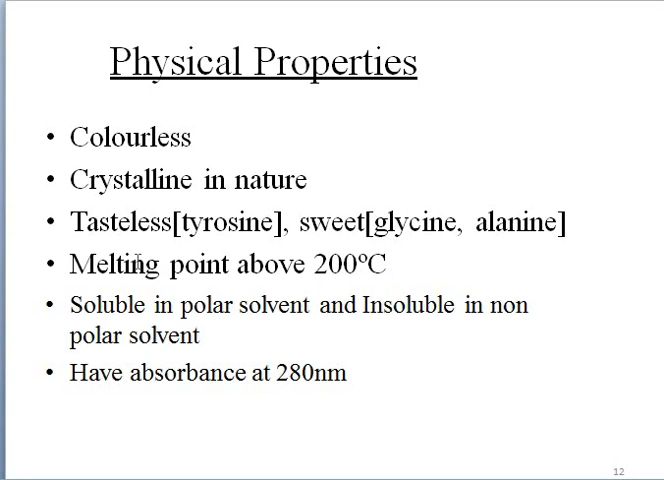 Physical Properties
• Colourless
• Crystalline in nature
• Tasteless[tyrosine], sweet[glycine, alanine]
• Melting point above 200ºC
• Soluble in polar solvent and Insoluble in non
polar solvent
• Have absorbance at 280nm
12